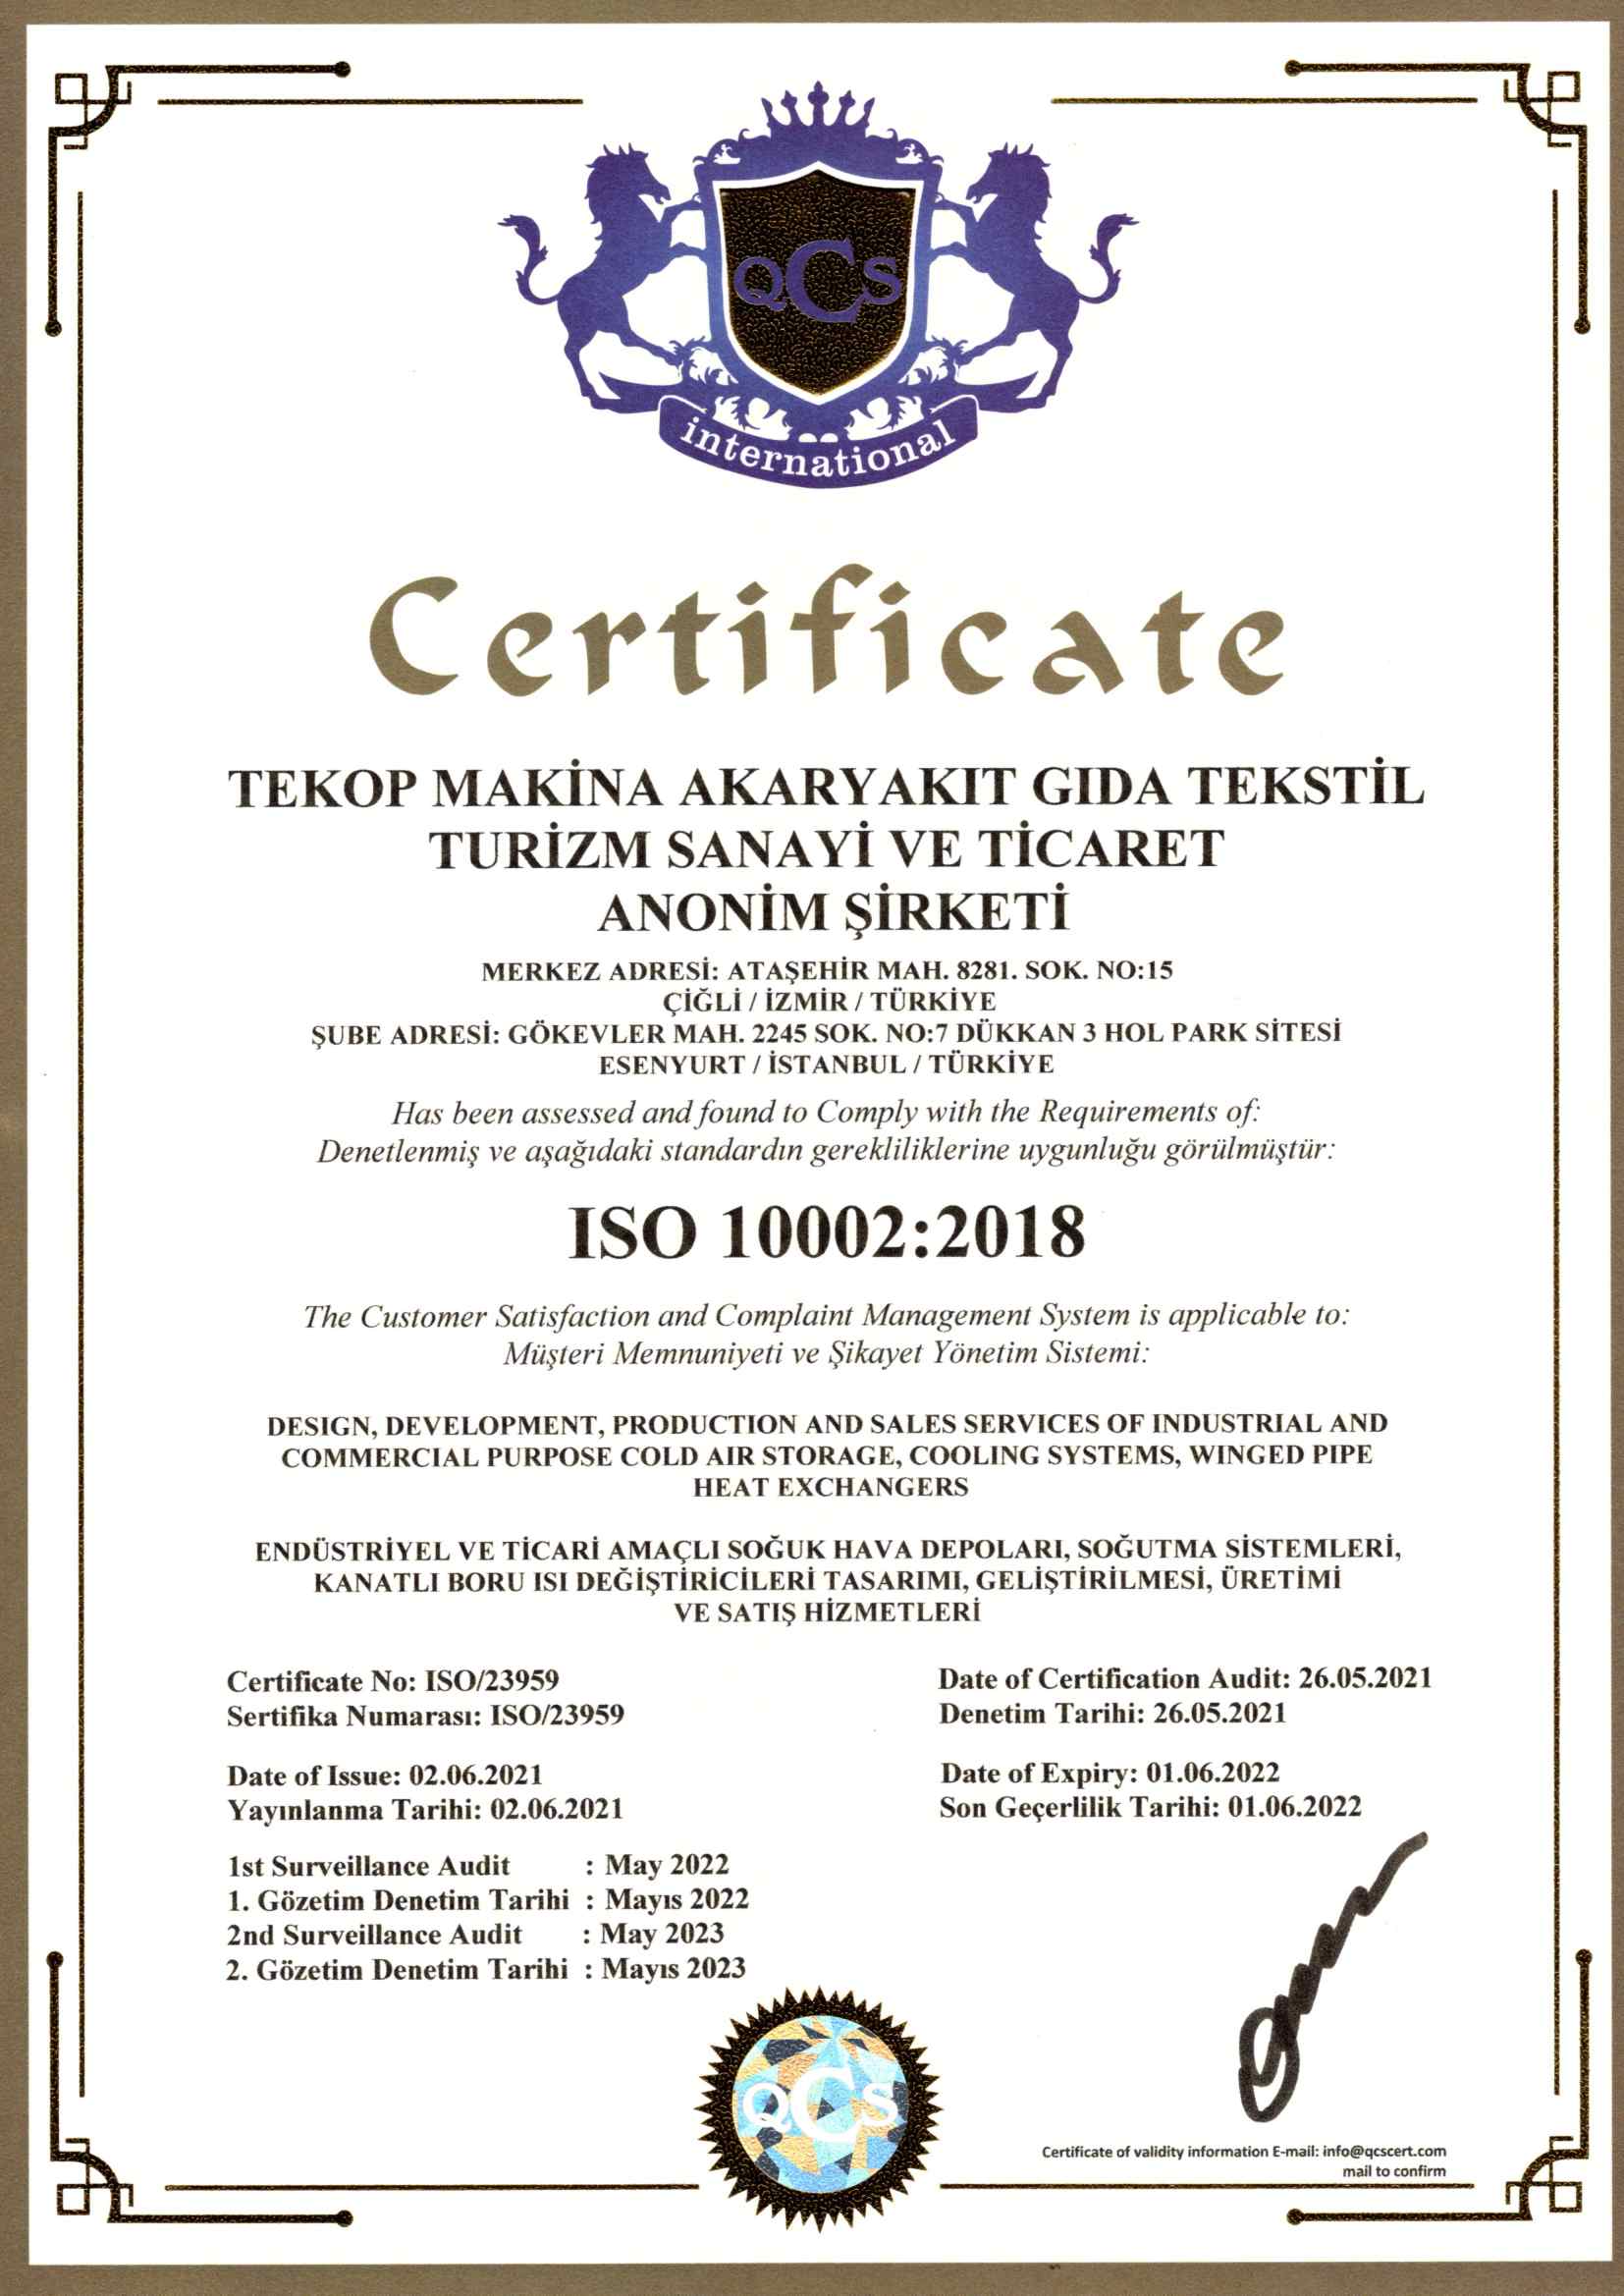 QCS
international
Certificate
TEKOP MAKİNA AKARYAKIT GIDA TEKSTİL
TURİZM SANAYİ VE TİCARET
ANONİM ŞİRKETİ
MERKEZ ADRESİ: ATAŞEHİR MAH. 8281. SOK. NO:15
ÇİĞLİ / İZMİR / TÜRKİYE
ŞUBE ADRESİ: GÖKEVLER MAH. 2245 SOK. NO:7 DÜKKAN 3 HOL PARK SİTESİ
ESENYURT / İSTANBUL / TÜRKİYE
Has been assessed and found to Comply with the Requirements of:
Denetlenmiş ve aşağıdaki standardın gerekliliklerine uygunluğu görülmüştür:
ISO 10002:2018
The Customer Satisfaction and Complaint Management System is applicable to:
Müşteri Memnuniyeti ve Şikayet Yönetim Sistemi:
DESIGN, DEVELOPMENT, PRODUCTION AND SALES SERVICES OF INDUSTRIAL AND
COMMERCIAL PURPOSE COLD AIR STORAGE, COOLING SYSTEMS, WINGED PIPE
HEAT EXCHANGERS
ENDÜSTRİYEL VE TİCARİ AMAÇLI SOĞUK HAVA DEPOLARI, SOĞUTMA SİSTEMLERİ,
KANATLI BORU ISI DEĞİŞTİRİCİLERİ TASARIMI, GELİŞTİRİLMESİ, ÜRETİMİ
VE SATIŞ HİZMETLERİ
Certificate No: ISO/23959
Sertifika Numarası: ISO/23959
Date of Certification Audit: 26.05.2021
Denetim Tarihi: 26.05.2021
Date of Issue: 02.06.2021
Yayınlanma Tarihi: 02.06.2021
Date of Expiry: 01.06.2022
Son Geçerlilik Tarihi: 01.06.2022
1st Surveillance Audit : May 2022
1. Gözetim Denetim Tarihi : Mayıs 2022
2nd Surveillance Audit : May 2023
2. Gözetim Denetim Tarihi : Mayıs 2023
QCS
Certificate of validity information E-mail: info@qcscert.com
mail to confirm